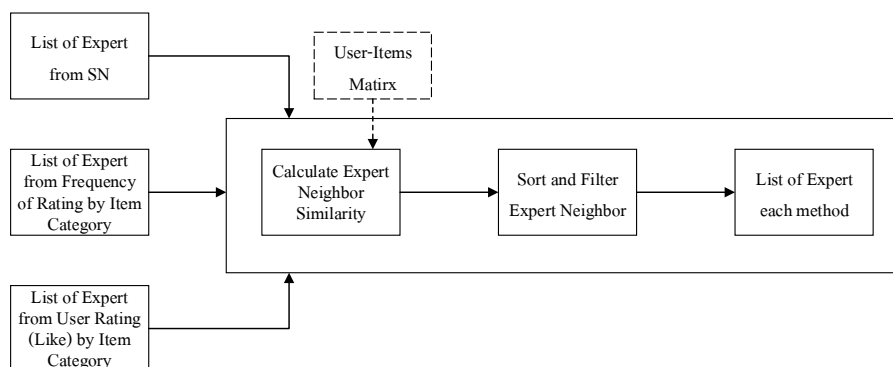 List of Expert
from SN
User-Items
Matirx
List of Expert
from Frequency
of Rating by Item
Category
Calculate Expert
Neighbor
Similarity
Sort and Filter
Expert Neighbor
List of Expert
each method
List of Expert
from User Rating
(Like) by Item
Category